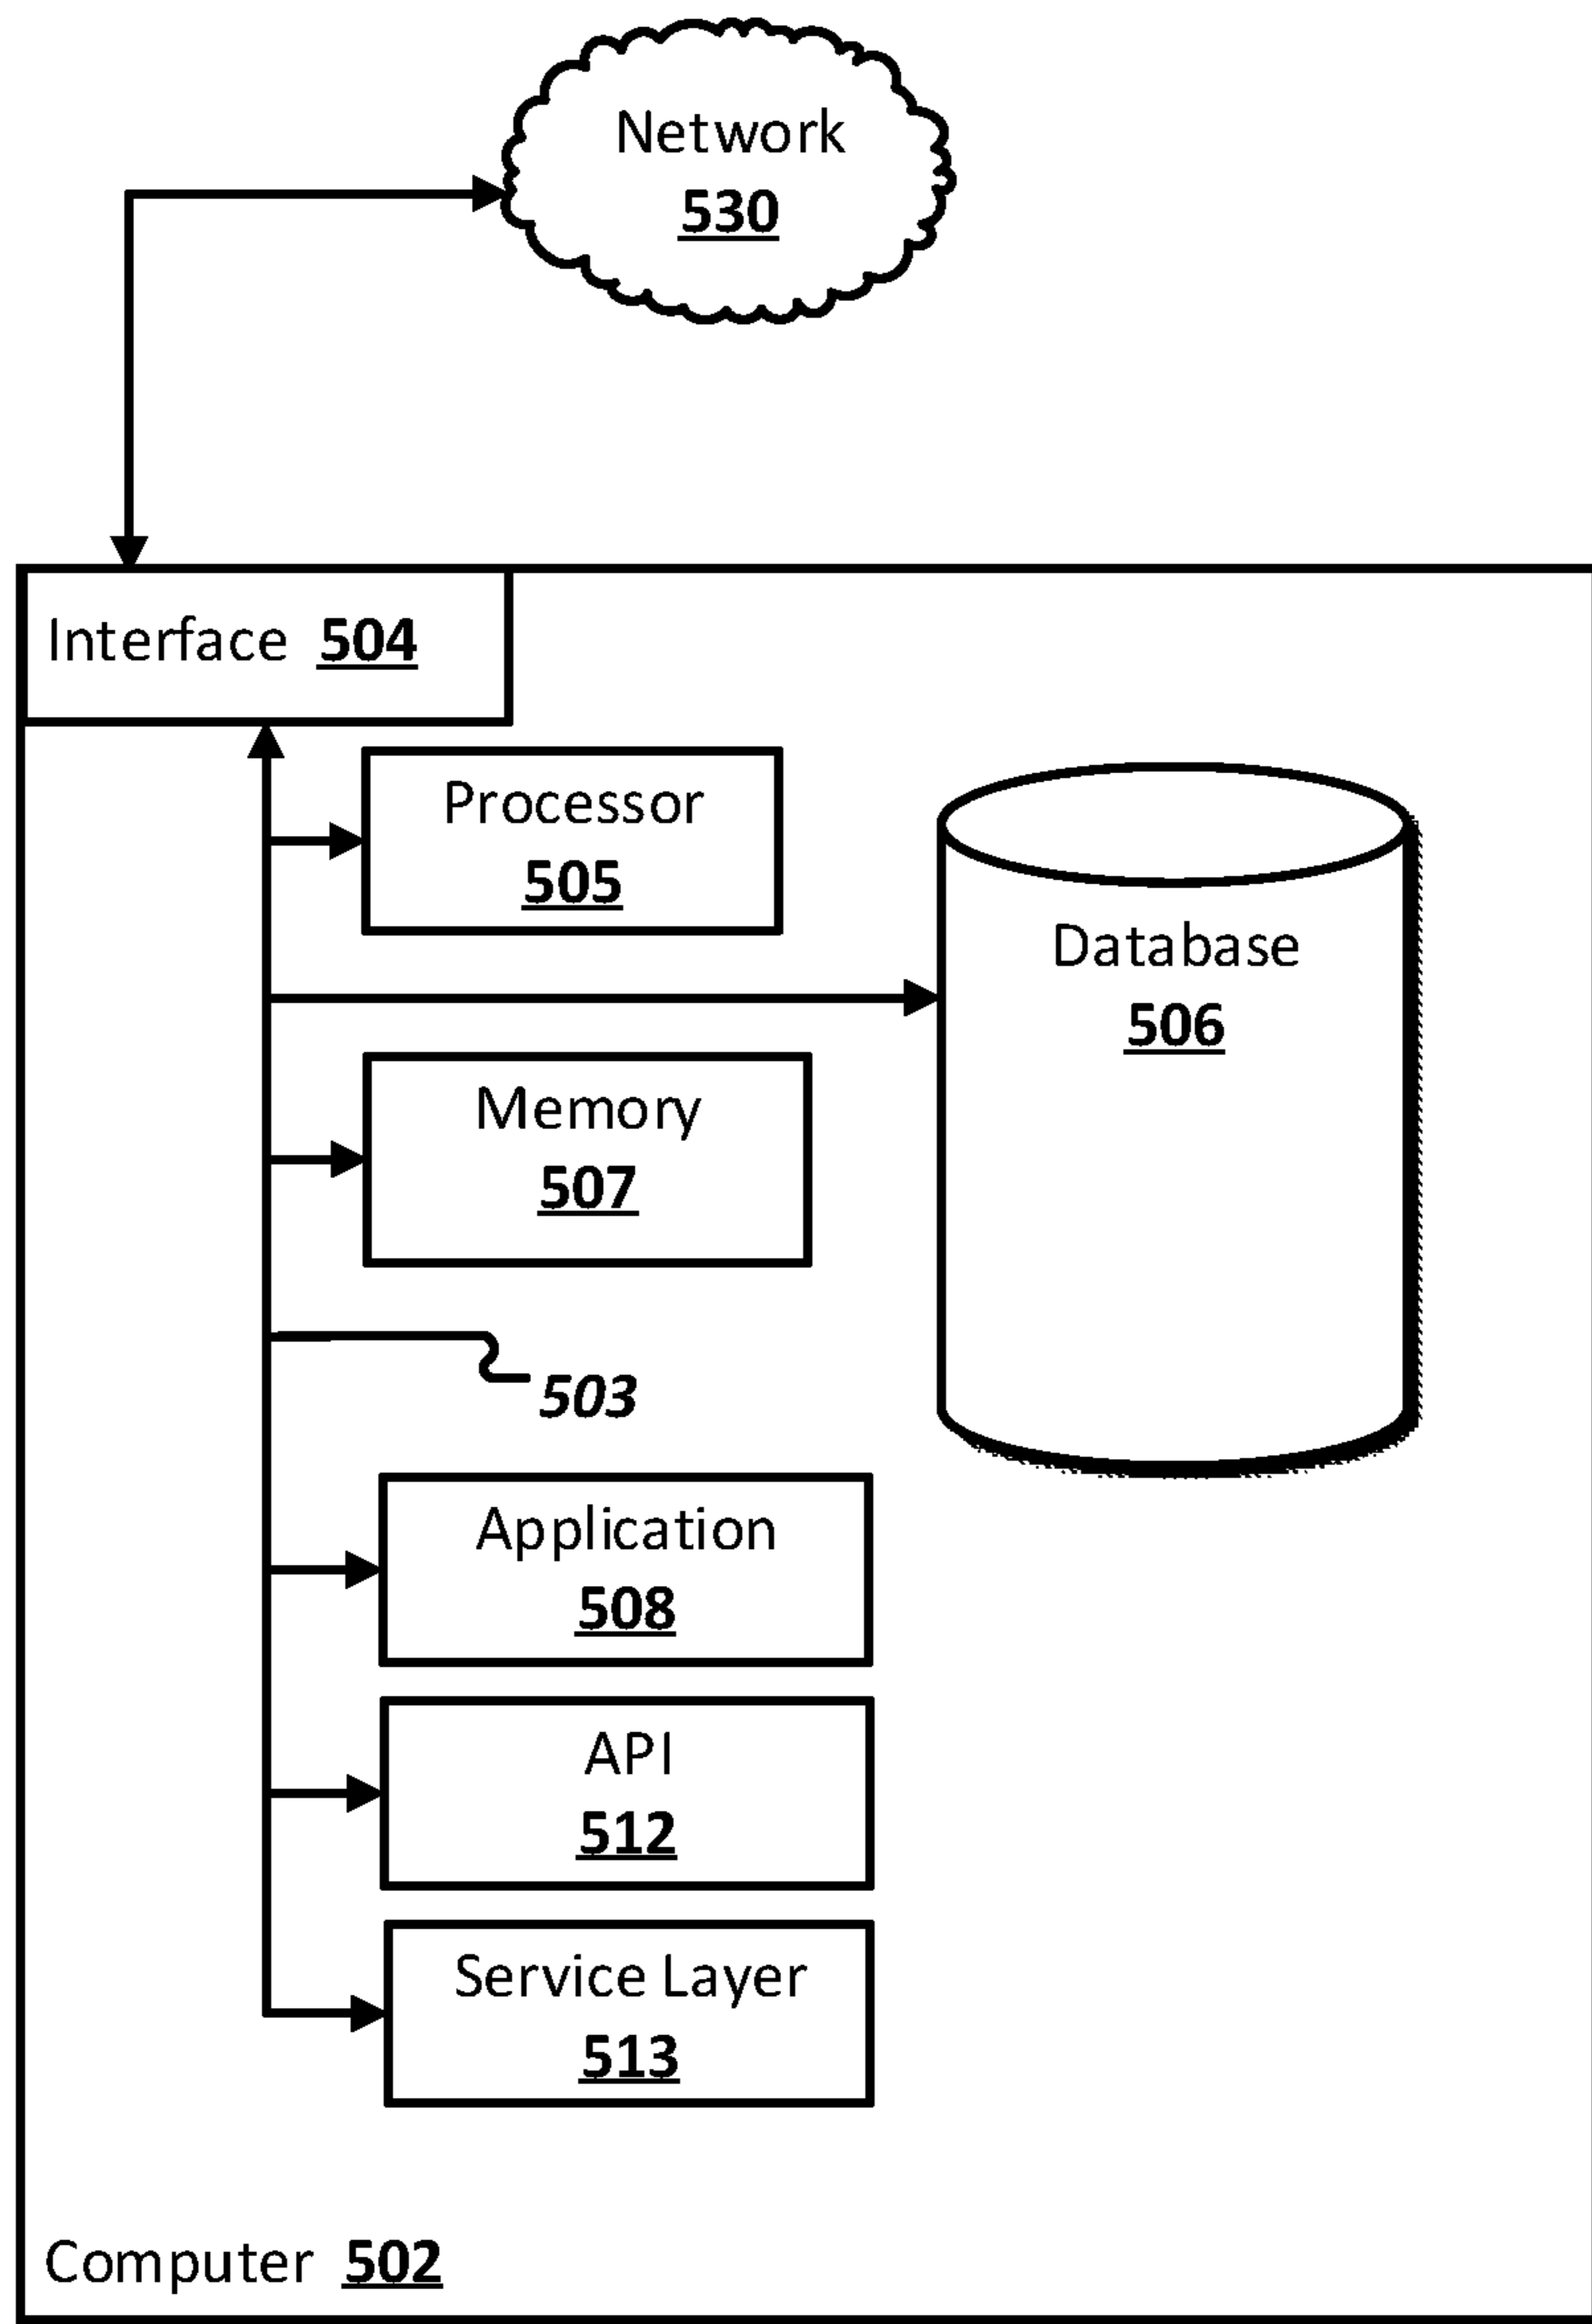 Network
530
Interface 504
Processor
505
Database
506
Memory
507
503
Application
508
API
512
Service Layer
513
Computer 502